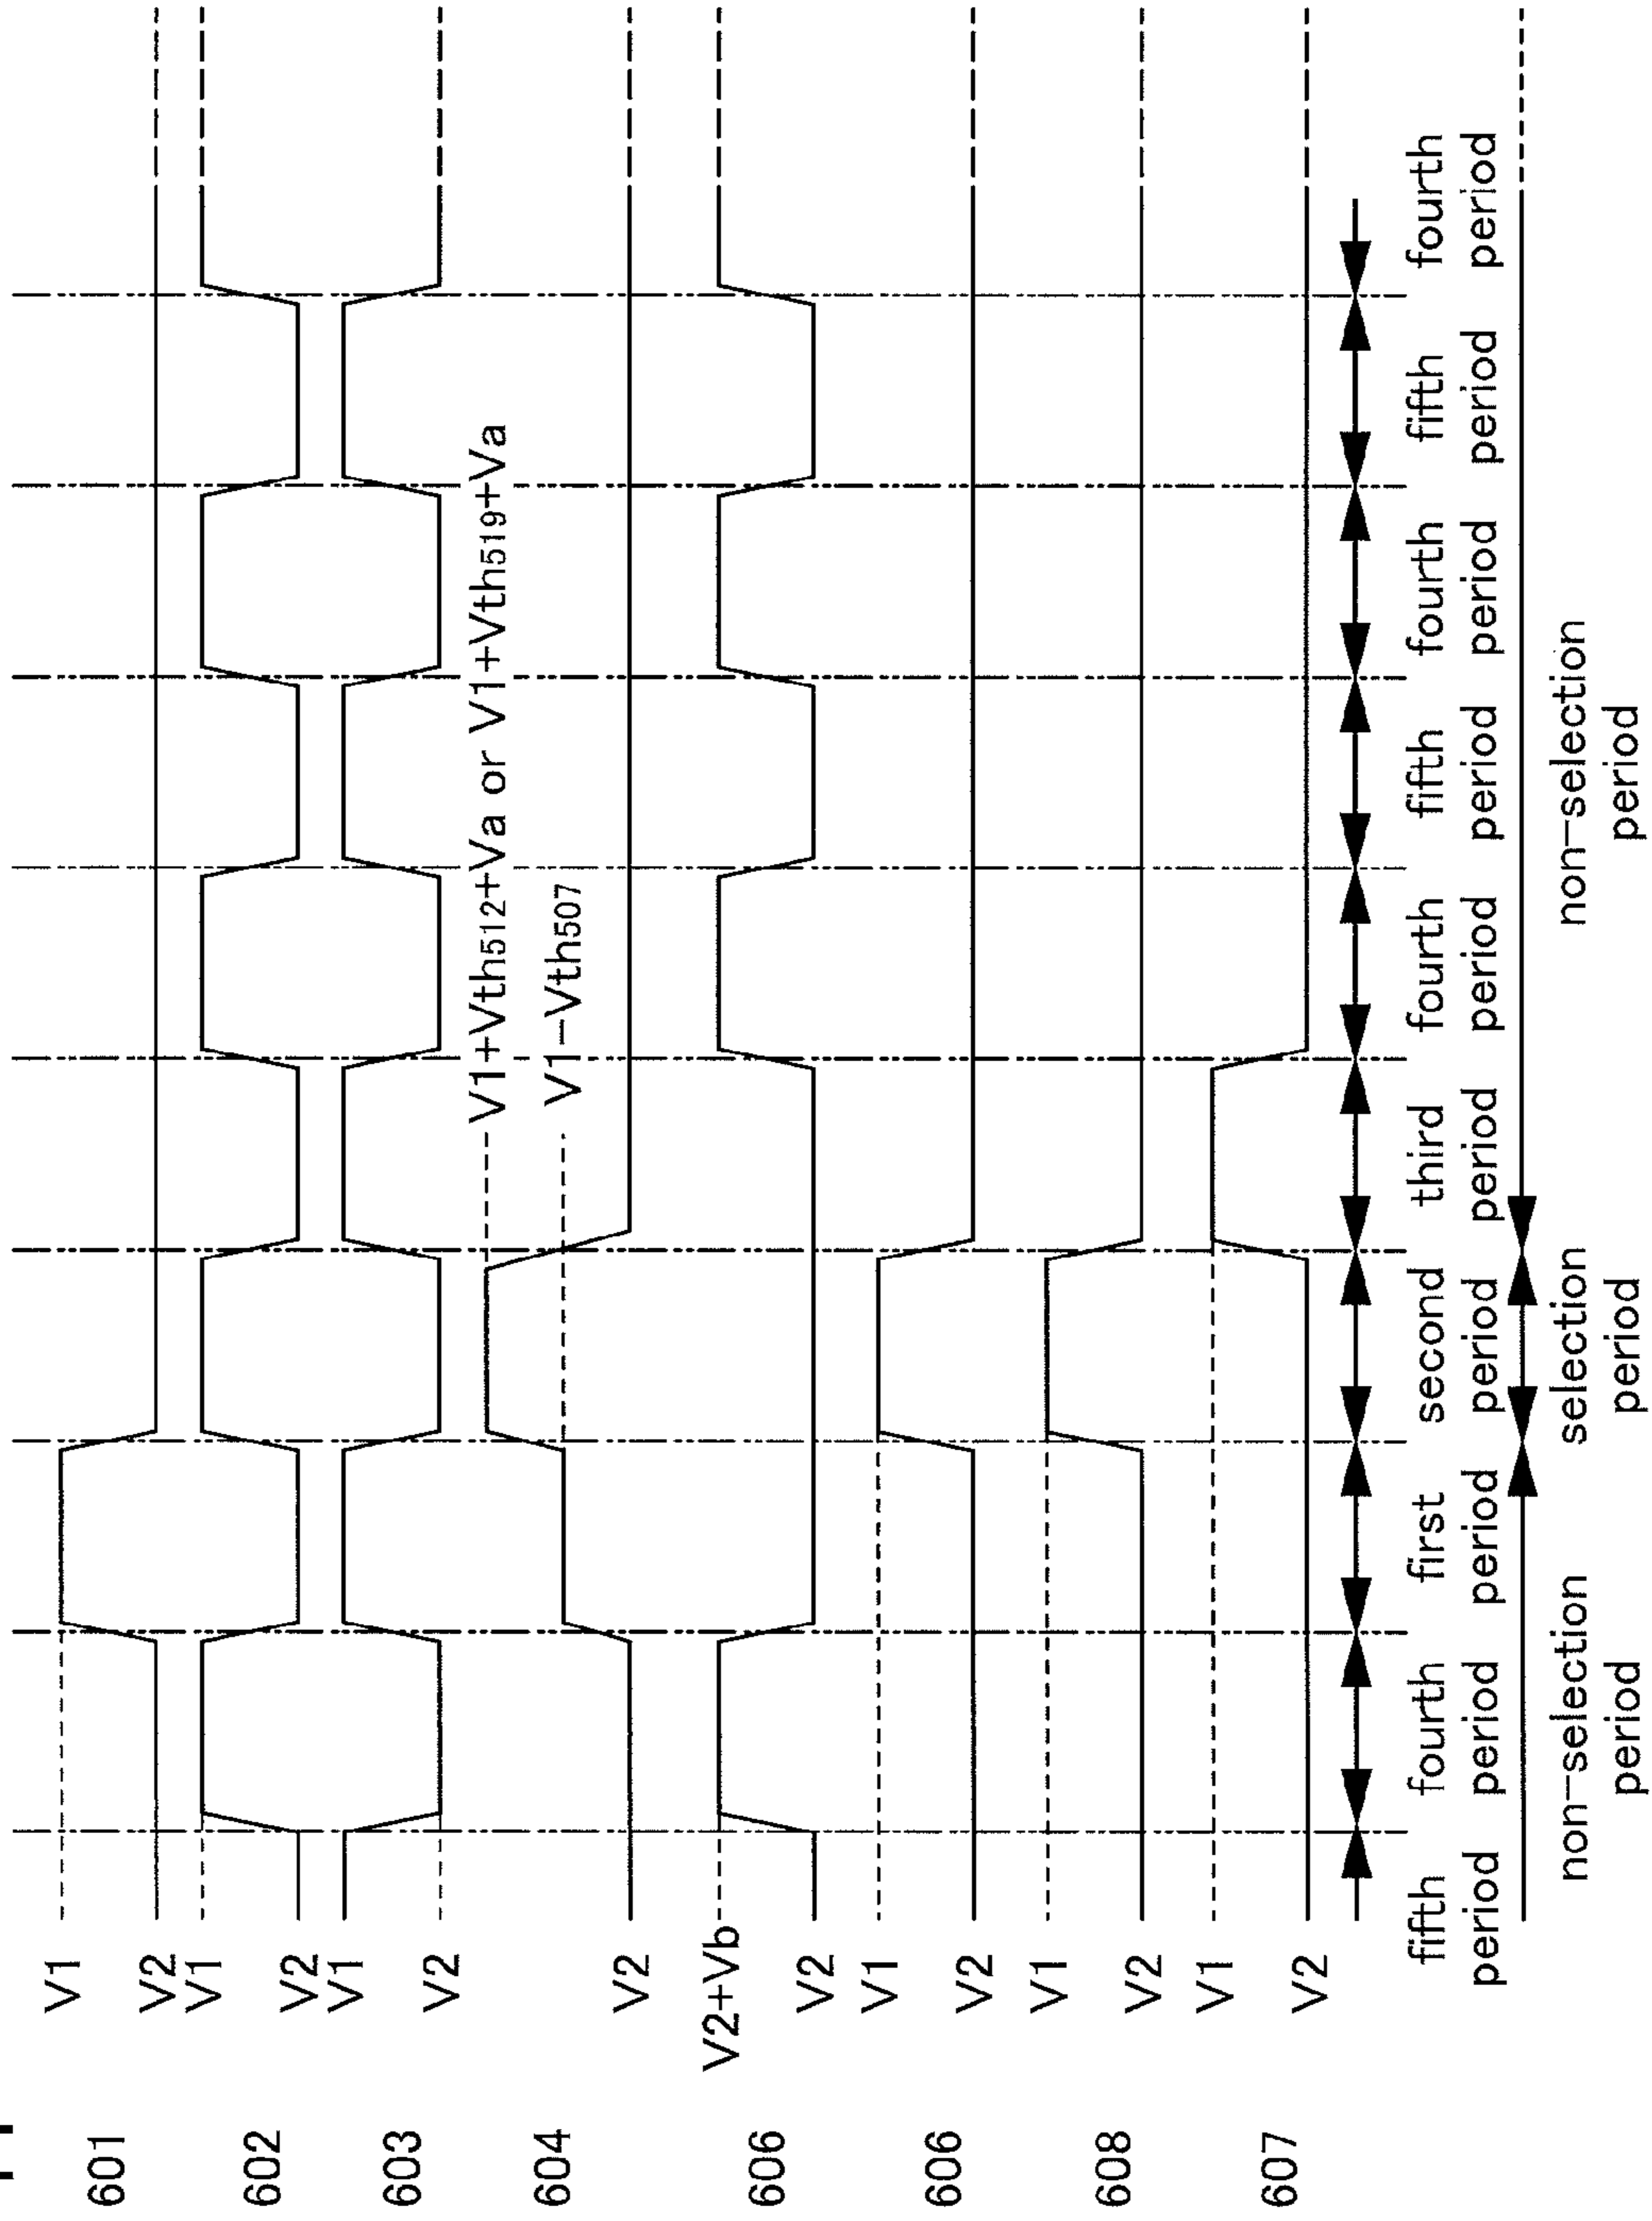 601
V1
V2
602
V1
V2
603
V1
V2
604
V1+Vth512+Va or V1+Vth519+Va
V1-Vth507
V2
606
V2+Vb
V2
606
V1
V2
608
V1
V2
607
V1
V2
fifth period
fourth period
first period
second period
third period
fourth period
fifth period
fourth period
fifth period
fourth period
non-selection period
selection period
non-selection period